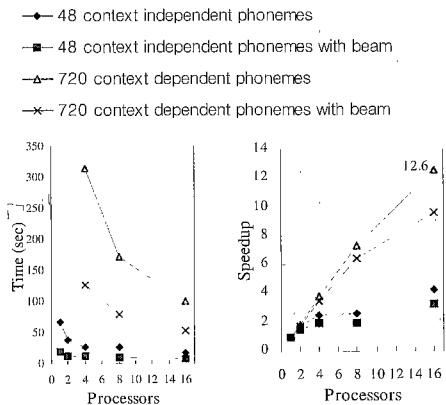 48 context independent phonemes
48 context independent phonemes with beam
720 context dependent phonemes
720 context dependent phonemes with beam
350
300
250
200
150
100
50
0
Time (sec)
0 2 4 6 8 10 12 14 16
Processors
14
12
10
8
6
4
2
0
Speedup
12.6
0 2 4 6 8 10 12 14 16
Processors